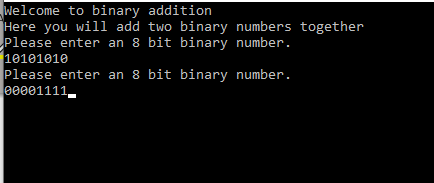 Welcome to binary addition
Here you will add two binary numbers together
Please enter an 8 bit binary number.
10101010
Please enter an 8 bit binary number.
00001111